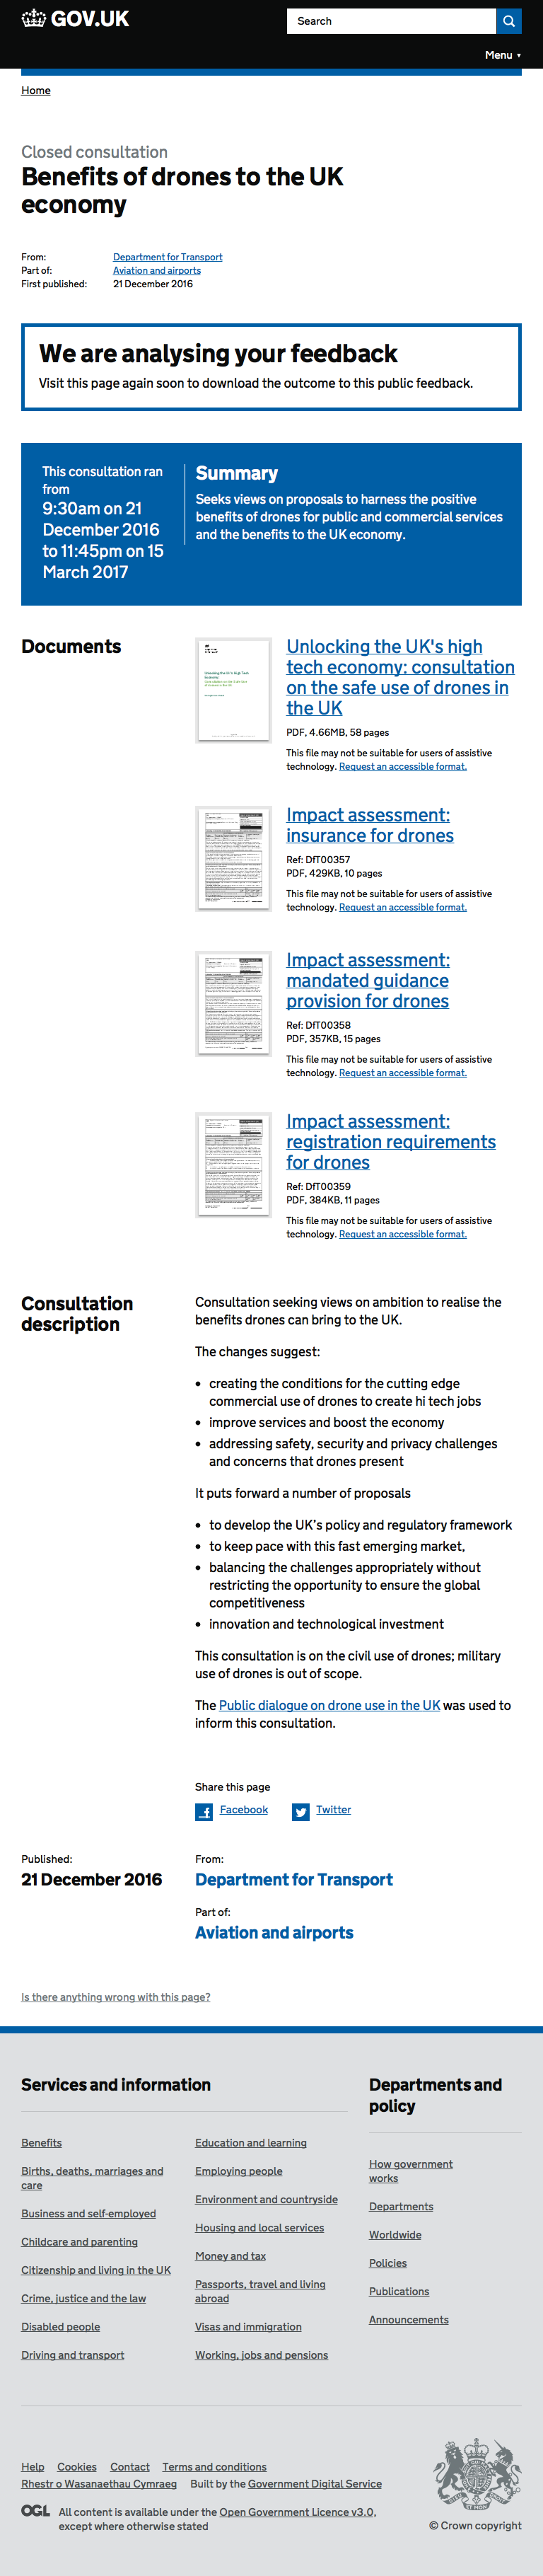 GOV.UK
Search
Menu ▼
Home
Closed consultation
Benefits of drones to the UK
economy
From: Department for Transport
Part of: Aviation and airports
First published: 21 December 2016
We are analysing your feedback
Visit this page again soon to download the outcome to this public feedback.
This consultation ran
from
9:30am on 21
December 2016
to 11:45pm on 15
March 2017
Summary
Seeks views on proposals to harness the positive
benefits of drones for public and commercial services
and the benefits to the UK economy.
Documents
Unlocking the UK's high
tech economy: consultation
on the safe use of drones in
the UK
PDF, 4.66MB, 58 pages
This file may not be suitable for users of assistive
technology. Request an accessible format.
Impact assessment:
insurance for drones
Ref: DfT00357
PDF, 429KB, 10 pages
This file may not be suitable for users of assistive
technology. Request an accessible format.
Impact assessment:
mandated guidance
provision for drones
Ref: DfT00358
PDF, 357KB, 15 pages
This file may not be suitable for users of assistive
technology. Request an accessible format.
Impact assessment:
registration requirements
for drones
Ref: DfT00359
PDF, 384KB, 11 pages
This file may not be suitable for users of assistive
technology. Request an accessible format.
Consultation
description
Consultation seeking views on ambition to realise the
benefits drones can bring to the UK.
The changes suggest:
• creating the conditions for the cutting edge
commercial use of drones to create hi tech jobs
• improve services and boost the economy
• addressing safety, security and privacy challenges
and concerns that drones present
It puts forward a number of proposals
• to develop the UK's policy and regulatory framework
• to keep pace with this fast emerging market,
• balancing the challenges appropriately without
restricting the opportunity to ensure the global
competitiveness
• innovation and technological investment
This consultation is on the civil use of drones; military
use of drones is out of scope.
The Public dialogue on drone use in the UK was used to
inform this consultation.
Share this page
Facebook Twitter
Published:
21 December 2016
From:
Department for Transport
Part of:
Aviation and airports
Is there anything wrong with this page?
Services and information
Benefits
Births, deaths, marriages and
care
Business and self-employed
Childcare and parenting
Citizenship and living in the UK
Crime, justice and the law
Disabled people
Driving and transport
Education and learning
Employing people
Environment and countryside
Housing and local services
Money and tax
Passports, travel and living
abroad
Visas and immigration
Working, jobs and pensions
Departments and
policy
How government
works
Departments
Worldwide
Policies
Publications
Announcements
Help Cookies Contact Terms and conditions
Rhestr o Wasanaethau Cymraeg Built by the Government Digital Service
OGL All content is available under the Open Government Licence v3.0,
except where otherwise stated
© Crown copyright